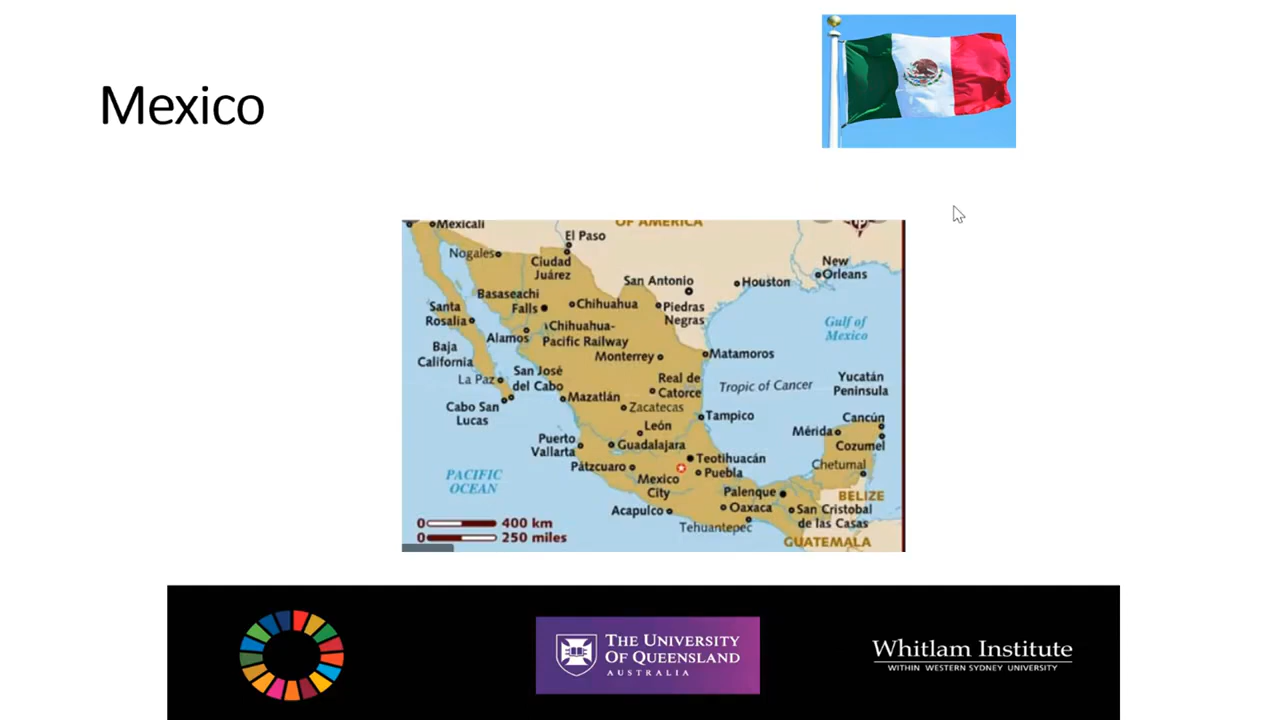 Mexico
OF AMERICA
Mexicali
El Paso
Nogales
Ciudad
Juárez
New
Orleans
San Antonio
Houston
Basaseachi
Falls
Chihuahua
Piedras
Negras
Santa
Rosalía
Gulf of
Mexico
Alamos
Chihuahua-
Pacific Railway
Baja
California
Monterrey
Matamoros
La Paz
San José
del Cabo
Real de
Catorce
Tropic of Cancer
Yucatán
Peninsula
Mazatlán
Cabo San
Lucas
Zacatecas
Tampico
Cancún
León
Mérida
Puerto
Vallarta
Guadalajara
Cozumel
Teotihuacán
Pátzcuaro
Puebla
Chetumal
PACIFIC
OCEAN
Mexico
City
Palenque
BELIZE
Acapulco
Oaxaca
San Cristobal
de las Casas
Tehuantepec
0 400 km
0 250 miles
GUATEMALA
THE UNIVERSITY
OF QUEENSLAND
AUSTRALIA
Whitlam Institute
WITHIN WESTERN SYDNEY UNIVERSITY